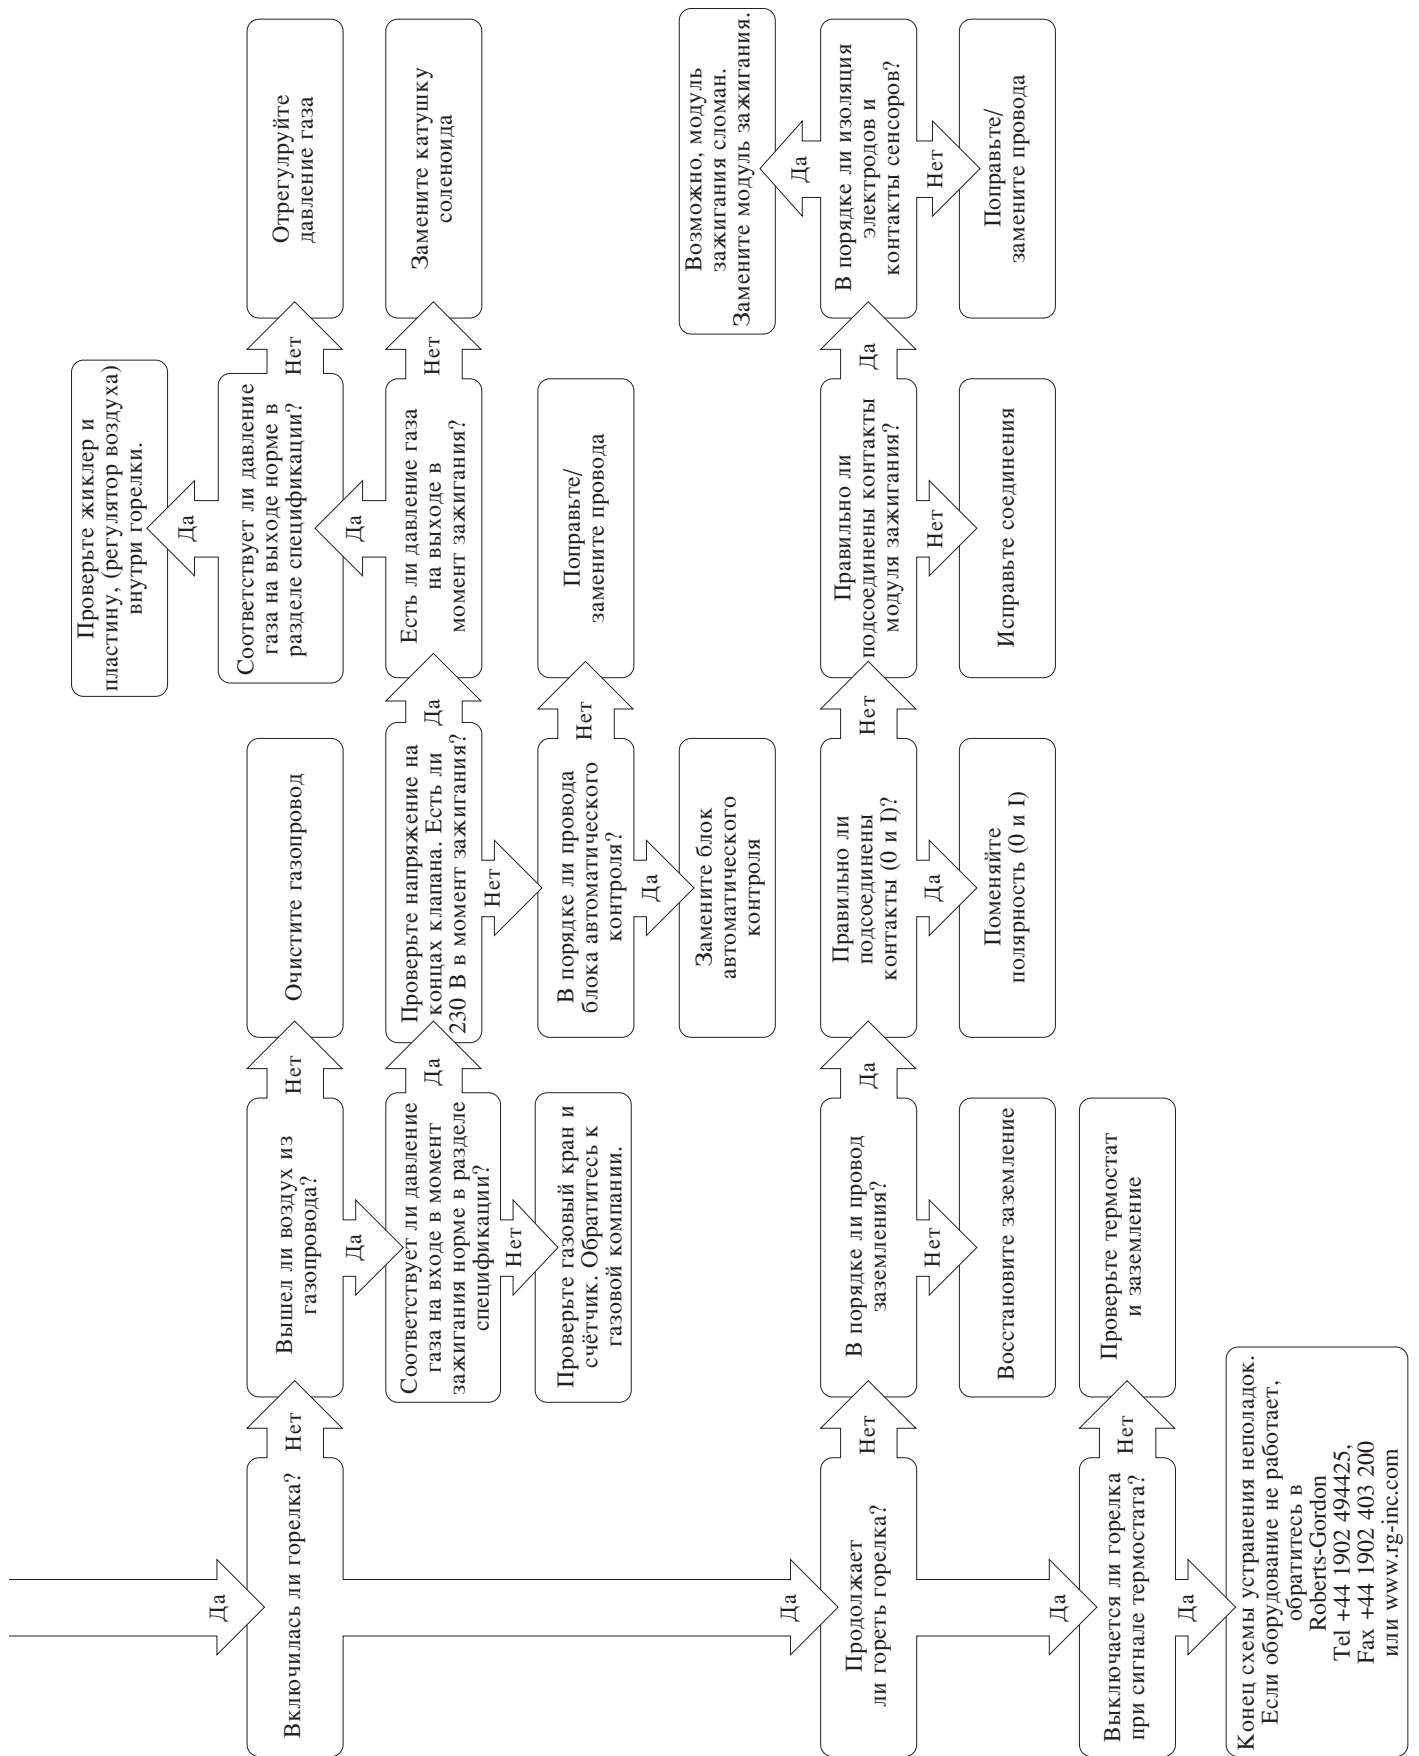 Да
Включилась ли горелка?
Нет
Вышел ли воздух из
газопровода?
Нет
Очистите газопровод
Да
Соответствует ли давление
газа на входе в момент
зажигания норме в разделе
спецификации?
Нет
Проверьте газовый кран и
счётчик. Обратитесь к
газовой компании.
Да
Проверьте напряжение на
концах клапана. Есть ли
230 В в момент зажигания?
Нет
В порядке ли провода
блока автоматического
контроля?
Нет
Поправьте/
замените провода
Да
Замените блок
автоматического
контроля
Да
Есть ли давление газа
на выходе в
момент зажигания?
Нет
Замените катушку
соленоида
Да
Соответствует ли давление
газа на выходе норме в
разделе спецификации?
Нет
Отрегулруйте
давление газа
Да
Проверьте жиклер и
пластину, (регулятор воздуха)
внутри горелки.
Да
Продолжает
ли гореть горелка?
Нет
В порядке ли провод
заземления?
Нет
Восстановите заземление
Да
Правильно ли
подсоединены
контакты (0 и I)?
Да
Поменяйте
полярность (0 и I)
Нет
Правильно ли
подсоединены контакты
модуля зажигания?
Нет
Исправьте соединения
Да
В порядке ли изоляция
электродов и
контакты сенсоров?
Да
Возможно, модуль
зажигания сломан.
Замените модуль зажигания.
Нет
Поправьте/
замените провода
Да
Выключается ли горелка
при сигнале термостата?
Нет
Проверьте термостат
и заземление
Да
Конец схемы устранения неполадок.
Если оборудование не работает,
обратитесь в
Roberts-Gordon
Tel +44 1902 494425,
Fax +44 1902 403 200
или www.rg-inc.com